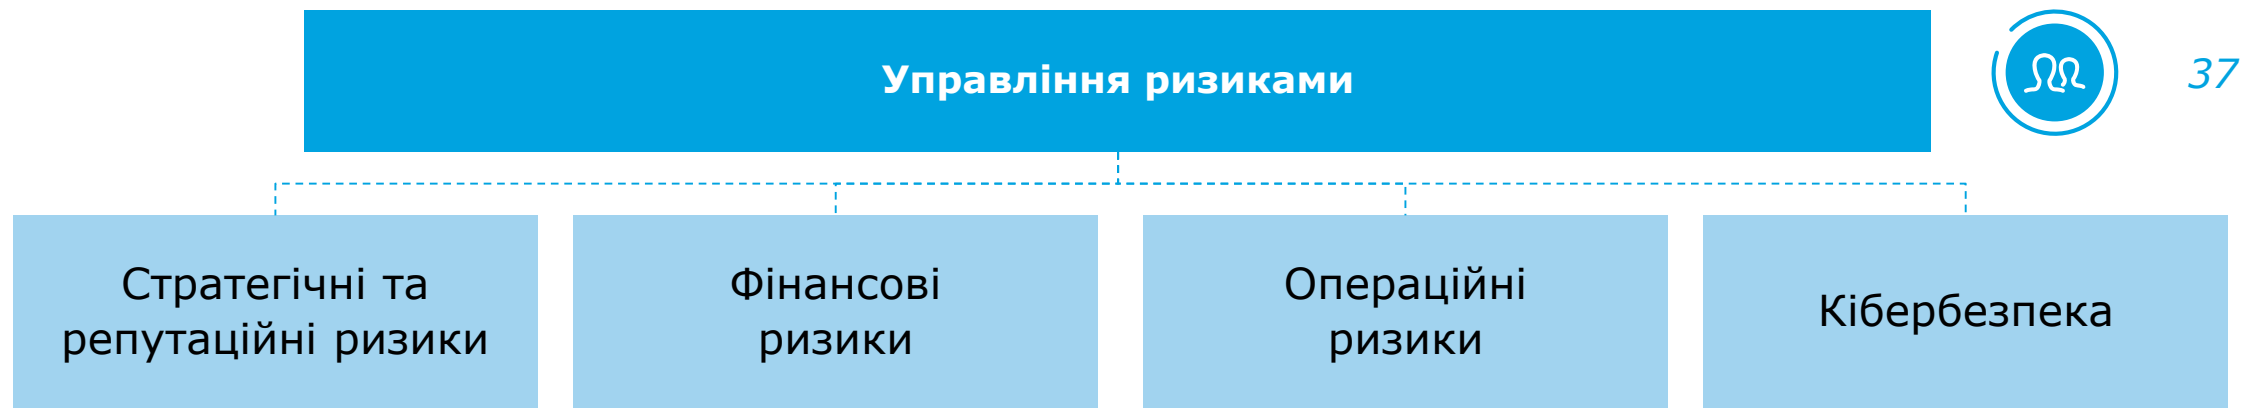 Управління ризиками
37
Стратегічні та
репутаційні ризики
Фінансові
ризики
Операційні
ризики
Кібербезпека